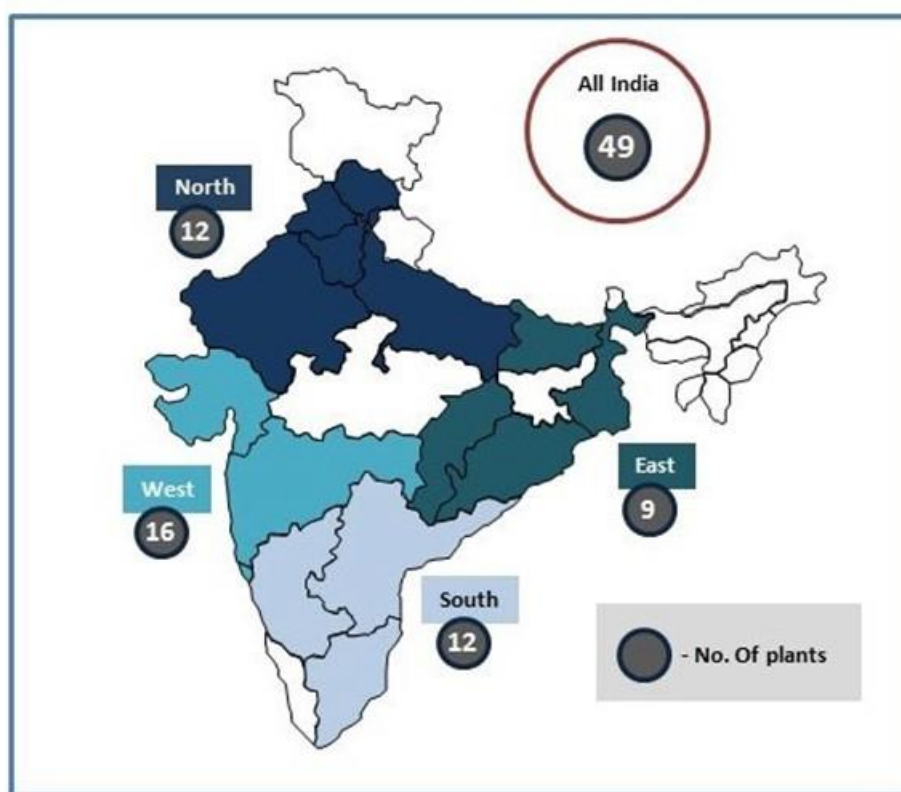 All India
49
North
12
West
16
East
9
South
12
- No. Of plants